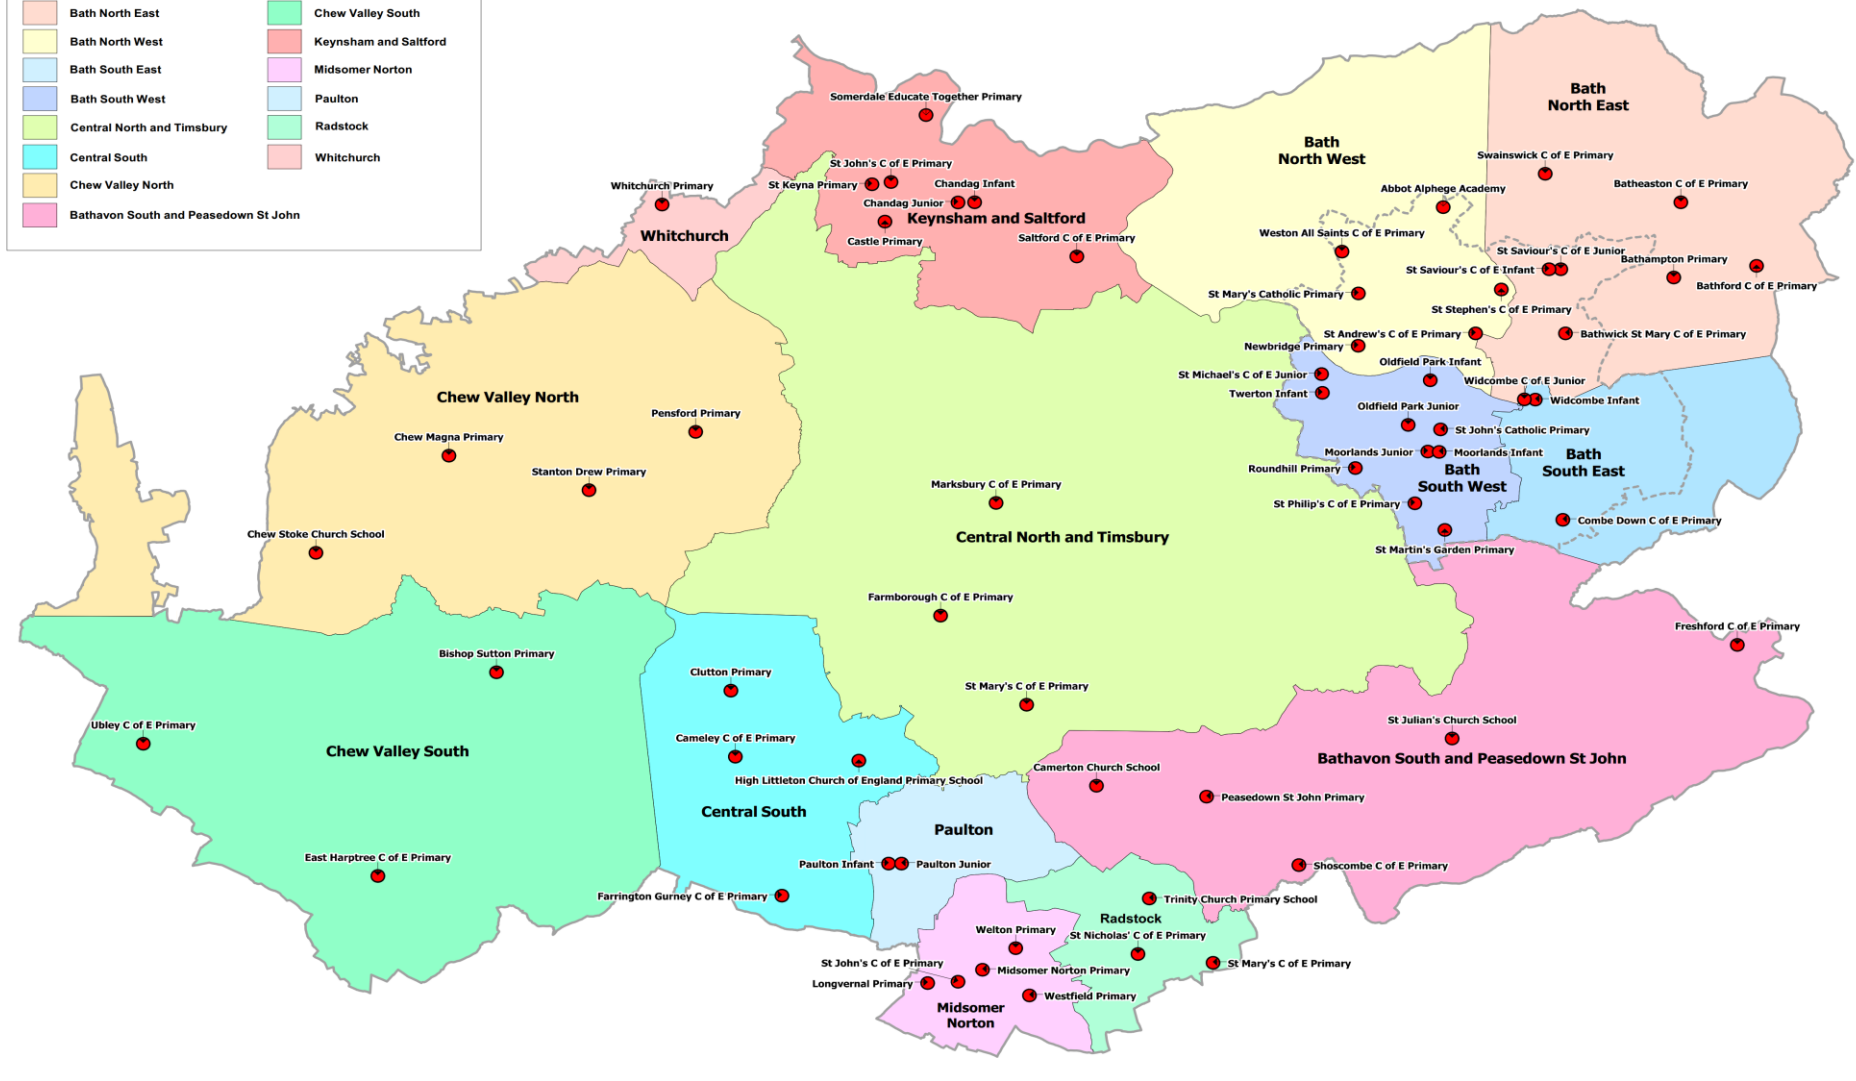 Bath North East
Bath North West
Bath South East
Bath South West
Central North and Timsbury
Central South
Chew Valley North
Bathavon South and Peasedown St John
Chew Valley South
Keynsham and Saltford
Midsomer Norton
Paulton
Radstock
Whitchurch
Somerdale Educate Together Primary
St John's C of E Primary
St Keyna Primary
Chandag Infant
Chandag Junior
Keynsham and Saltford
Castle Primary
Saltford C of E Primary
Whitchurch Primary
Whitchurch
Bath
North West
Abbot Alphege Academy
Weston All Saints C of E Primary
St Mary's Catholic Primary
St Andrew's C of E Primary
Newbridge Primary
St Stephen's C of E Primary
Bath
North East
Swainswick C of E Primary
Batheaston C of E Primary
St Saviour's C of E Junior
St Saviour's C of E Infant
Bathampton Primary
Bathford C of E Primary
Bathwick St Mary C of E Primary
St Michael's C of E Junior
Twerton Infant
Oldfield Park Infant
Widcombe C of E Junior
Widcombe Infant
Oldfield Park Junior
St John's Catholic Primary
Moorlands Junior
Moorlands Infant
Roundhill Primary
Bath
South West
St Philip's C of E Primary
St Martin's Garden Primary
Bath
South East
Combe Down C of E Primary
Chew Valley North
Pensford Primary
Chew Magna Primary
Stanton Drew Primary
Chew Stoke Church School
Marksbury C of E Primary
Central North and Timsbury
Farmborough C of E Primary
St Mary's C of E Primary
Bishop Sutton Primary
Ubley C of E Primary
Chew Valley South
East Harptree C of E Primary
Clutton Primary
Cameley C of E Primary
High Littleton Church of England Primary School
Central South
Farrington Gurney C of E Primary
Paulton
Paulton Infant
Paulton Junior
Freshford C of E Primary
St Julian's Church School
Bathavon South and Peasedown St John
Camerton Church School
Peasedown St John Primary
Shoscombe C of E Primary
Trinity Church Primary School
Radstock
St Nicholas' C of E Primary
St Mary's C of E Primary
Welton Primary
St John's C of E Primary
Midsomer Norton Primary
Longvernal Primary
Westfield Primary
Midsomer
Norton